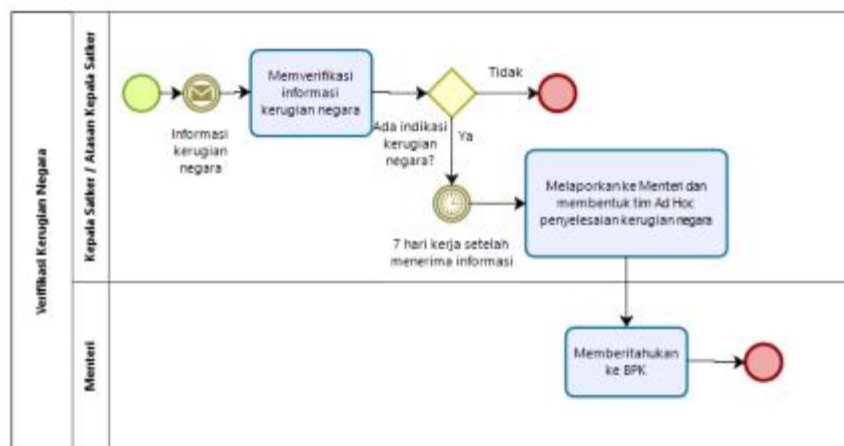 Verifikasi Kerugian Negara
Kepala Satker / Atasan Kepala Satker
Informasi
kerugian
negara
Memverifikasi
informasi
kerugian negara
Ada indikasi
kerugian
negara?
Tidak
Ya
7 hari kerja setelah
menerima informasi
Melaporkan ke Menteri dan
membentuk tim Ad Hoc
penyelesaian kerugian negara
Menteri
Memberitahukan
ke BPK